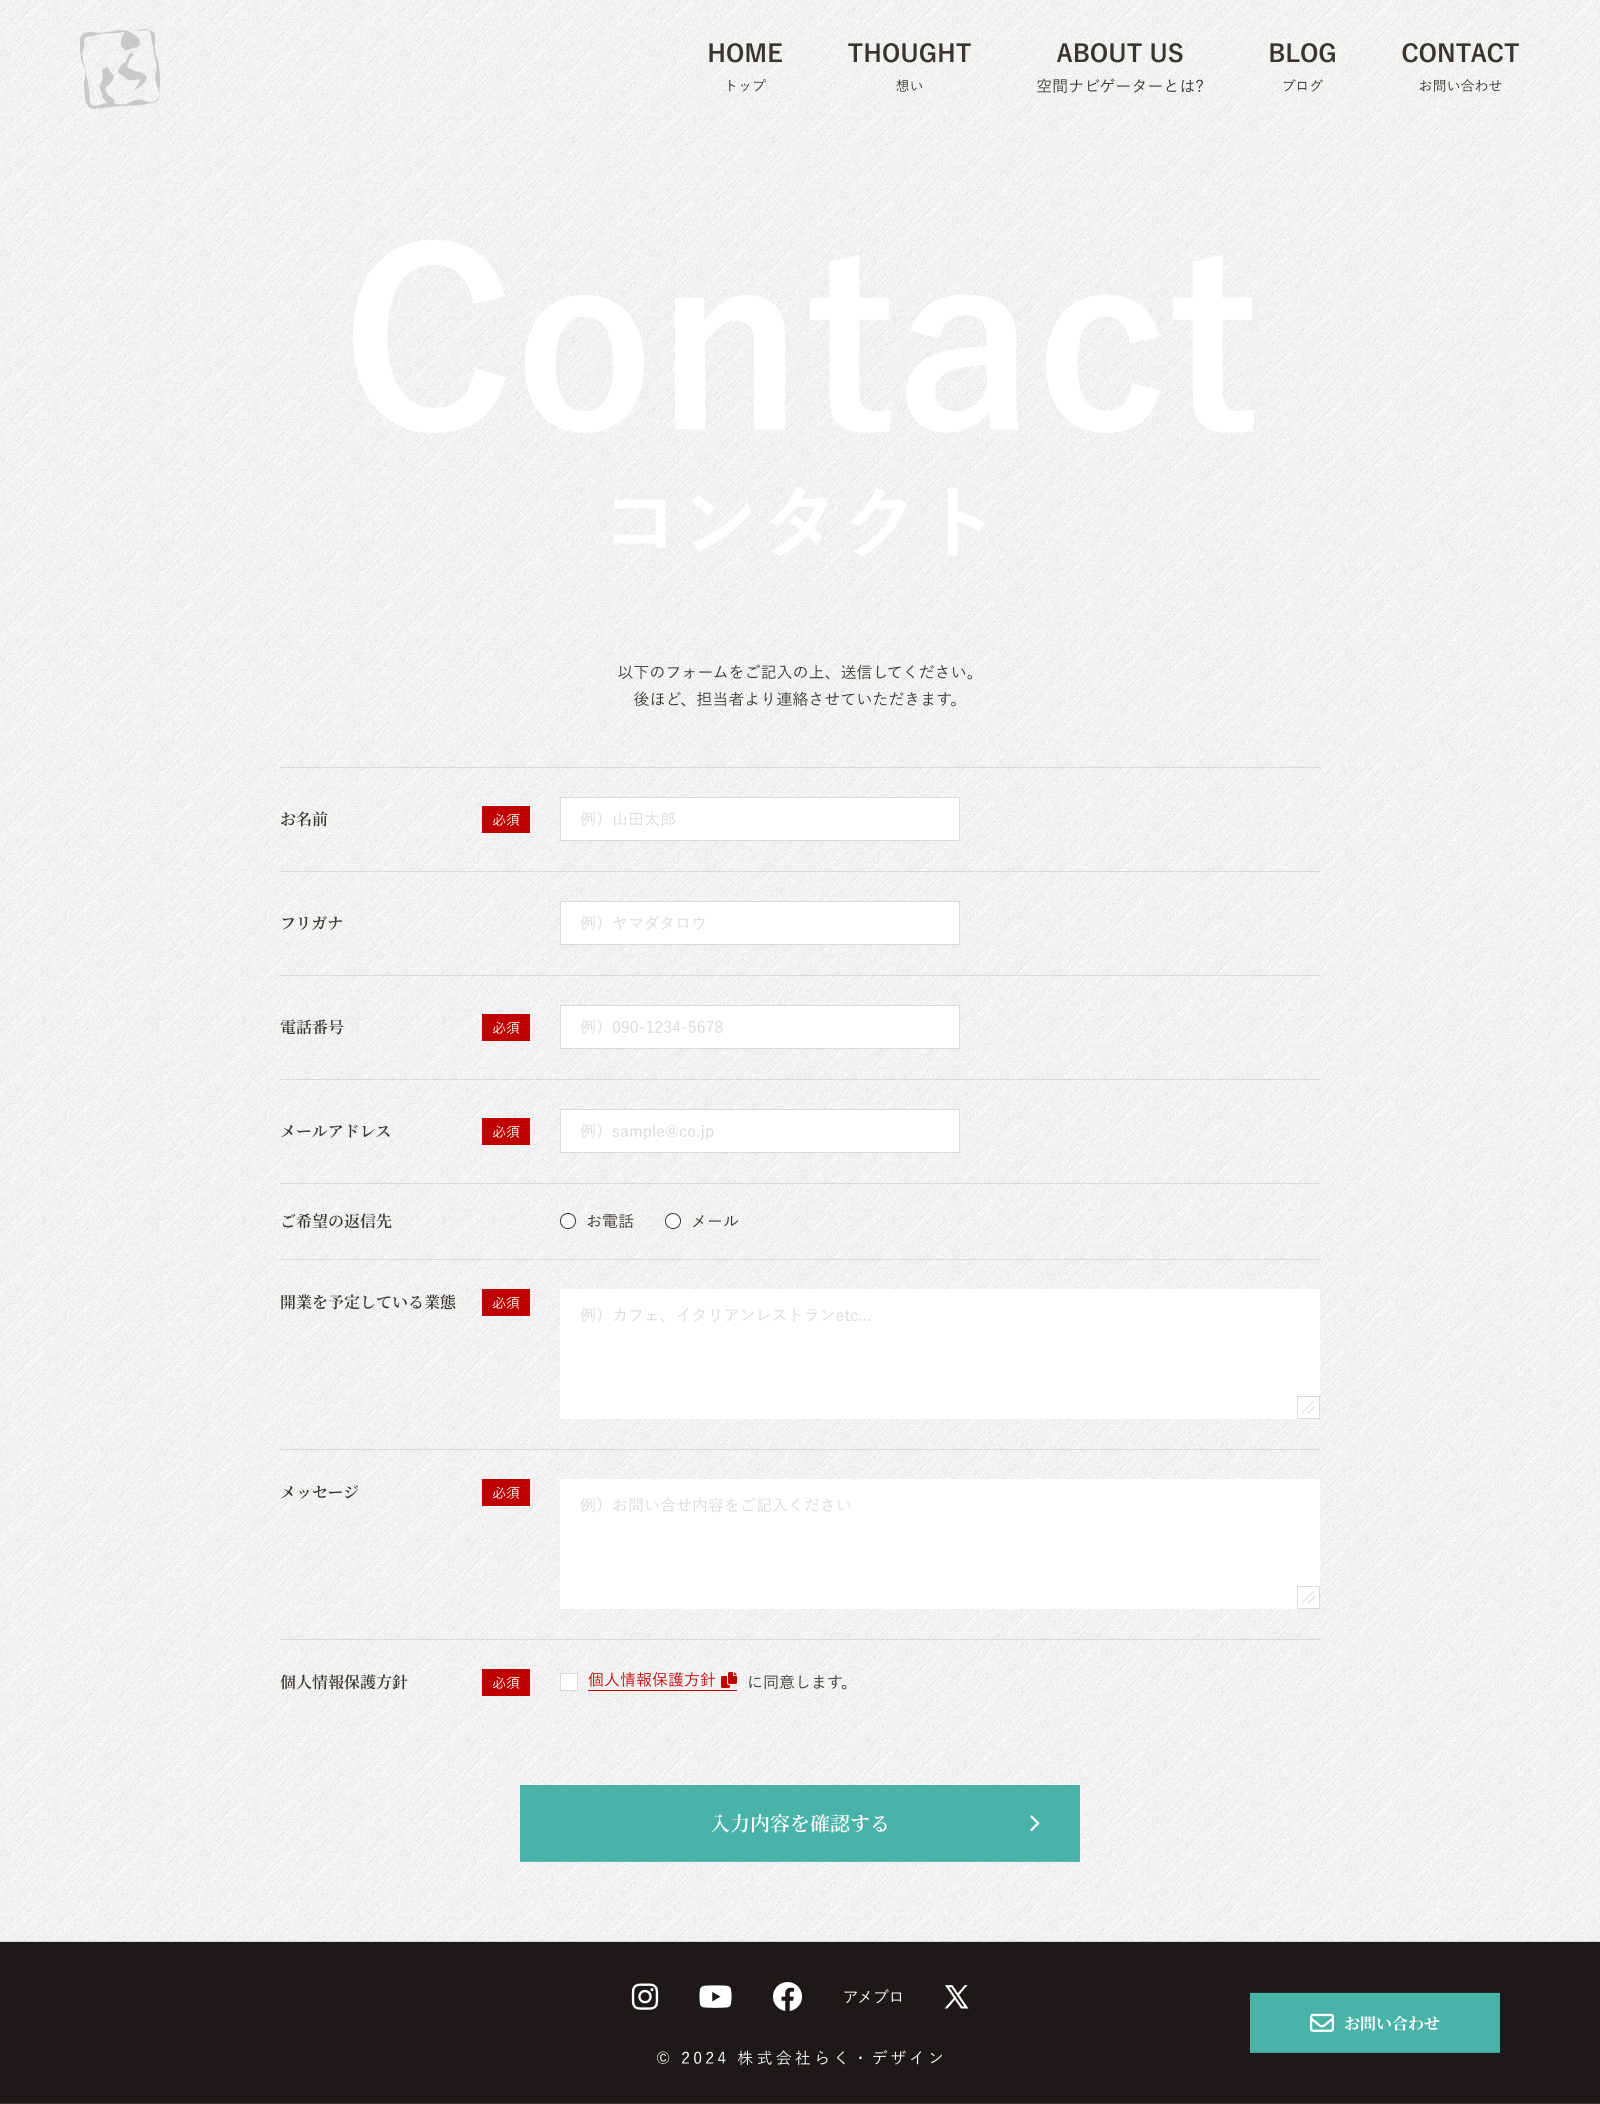 HOME
トップ
THOUGHT
想い
ABOUT US
空間ナビゲーターとは?
BLOG
ブログ
CONTACT
お問い合わせ
Contact
コンタクト
以下のフォームをご記入の上、送信してください。
後ほど、担当者より連絡させていただきます。
お名前 必須 例）山田太郎
フリガナ 例）ヤマダタロウ
電話番号 必須 例）090-1234-5678
メールアドレス 必須 例）sample@co.jp
ご希望の返信先 お電話 メール
開業を予定している業態 必須 例）カフェ、イタリアンレストランetc...
メッセージ 必須 例）お問い合せ内容をご記入ください
個人情報保護方針 必須 個人情報保護方針 に同意します。
入力内容を確認する
アメブロ
お問い合わせ
© 2024 株式会社らく・デザイン